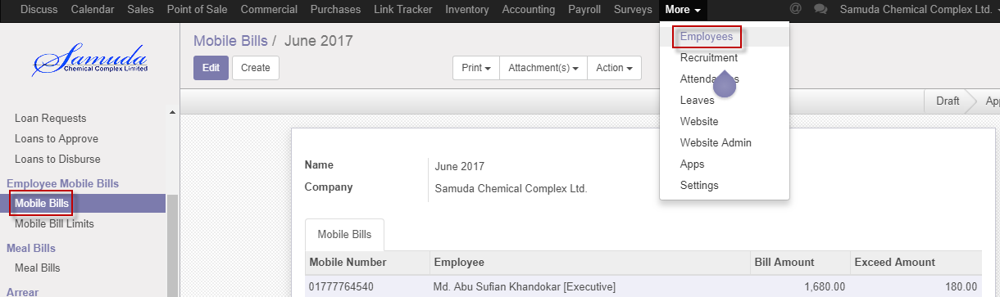 Discuss Calendar Sales Point of Sale Commercial Purchases Link Tracker Inventory Accounting Payroll Surveys More @ Samuda Chemical Complex Ltd.
Samuda
Chemical Complex Limited
Loan Requests
Loans to Approve
Loans to Disburse
Employee Mobile Bills
Mobile Bills
Mobile Bill Limits
Meal Bills
Meal Bills
Arrear
Mobile Bills / June 2017
Edit Create Print Attachment(s) Action
Employees
Recruitment
Leaves
Website
Website Admin
Apps
Settings
Draft
Name June 2017
Company Samuda Chemical Complex Ltd.
Mobile Bills
Mobile Number Employee Bill Amount Exceed Amount
01777764540 Md. Abu Sufian Khandokar [Executive] 1,680.00 180.00